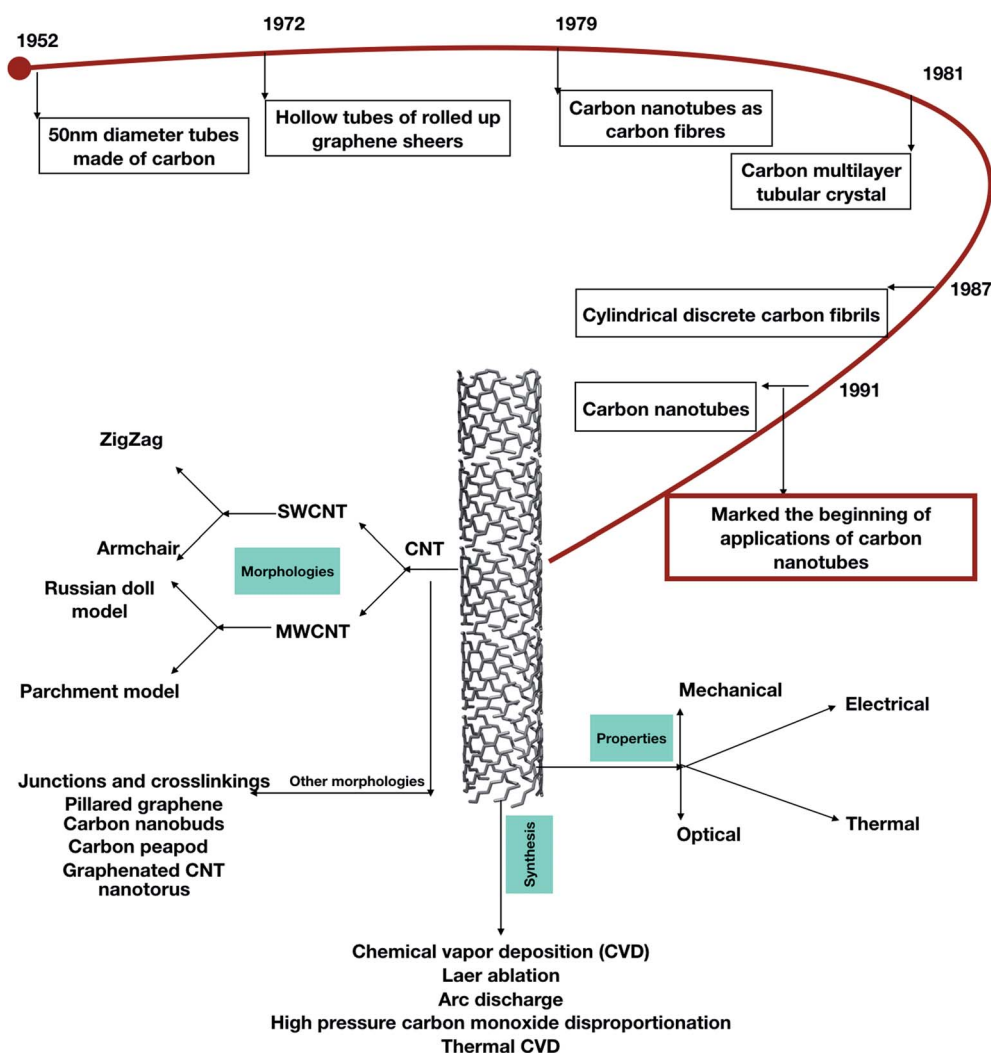 1952
1972
1979
1981
50nm diameter tubes
made of carbon
Hollow tubes of rolled up
graphene sheers
Carbon nanotubes as
carbon fibres
Carbon multilayer
tubular crystal
1987
Cylindrical discrete carbon fibrils
1991
Carbon nanotubes
Marked the beginning of
applications of carbon
nanotubes
ZigZag
SWCNT
Armchair
Morphologies
CNT
Russian doll
model
MWCNT
Parchment model
Other morphologies
Junctions and crosslinkings
Pillared graphene
Carbon nanobuds
Carbon peapod
Graphenated CNT
nanotorus
Mechanical
Electrical
Properties
Optical
Thermal
Synthesis
Chemical vapor deposition (CVD)
Laer ablation
Arc discharge
High pressure carbon monoxide disproportionation
Thermal CVD